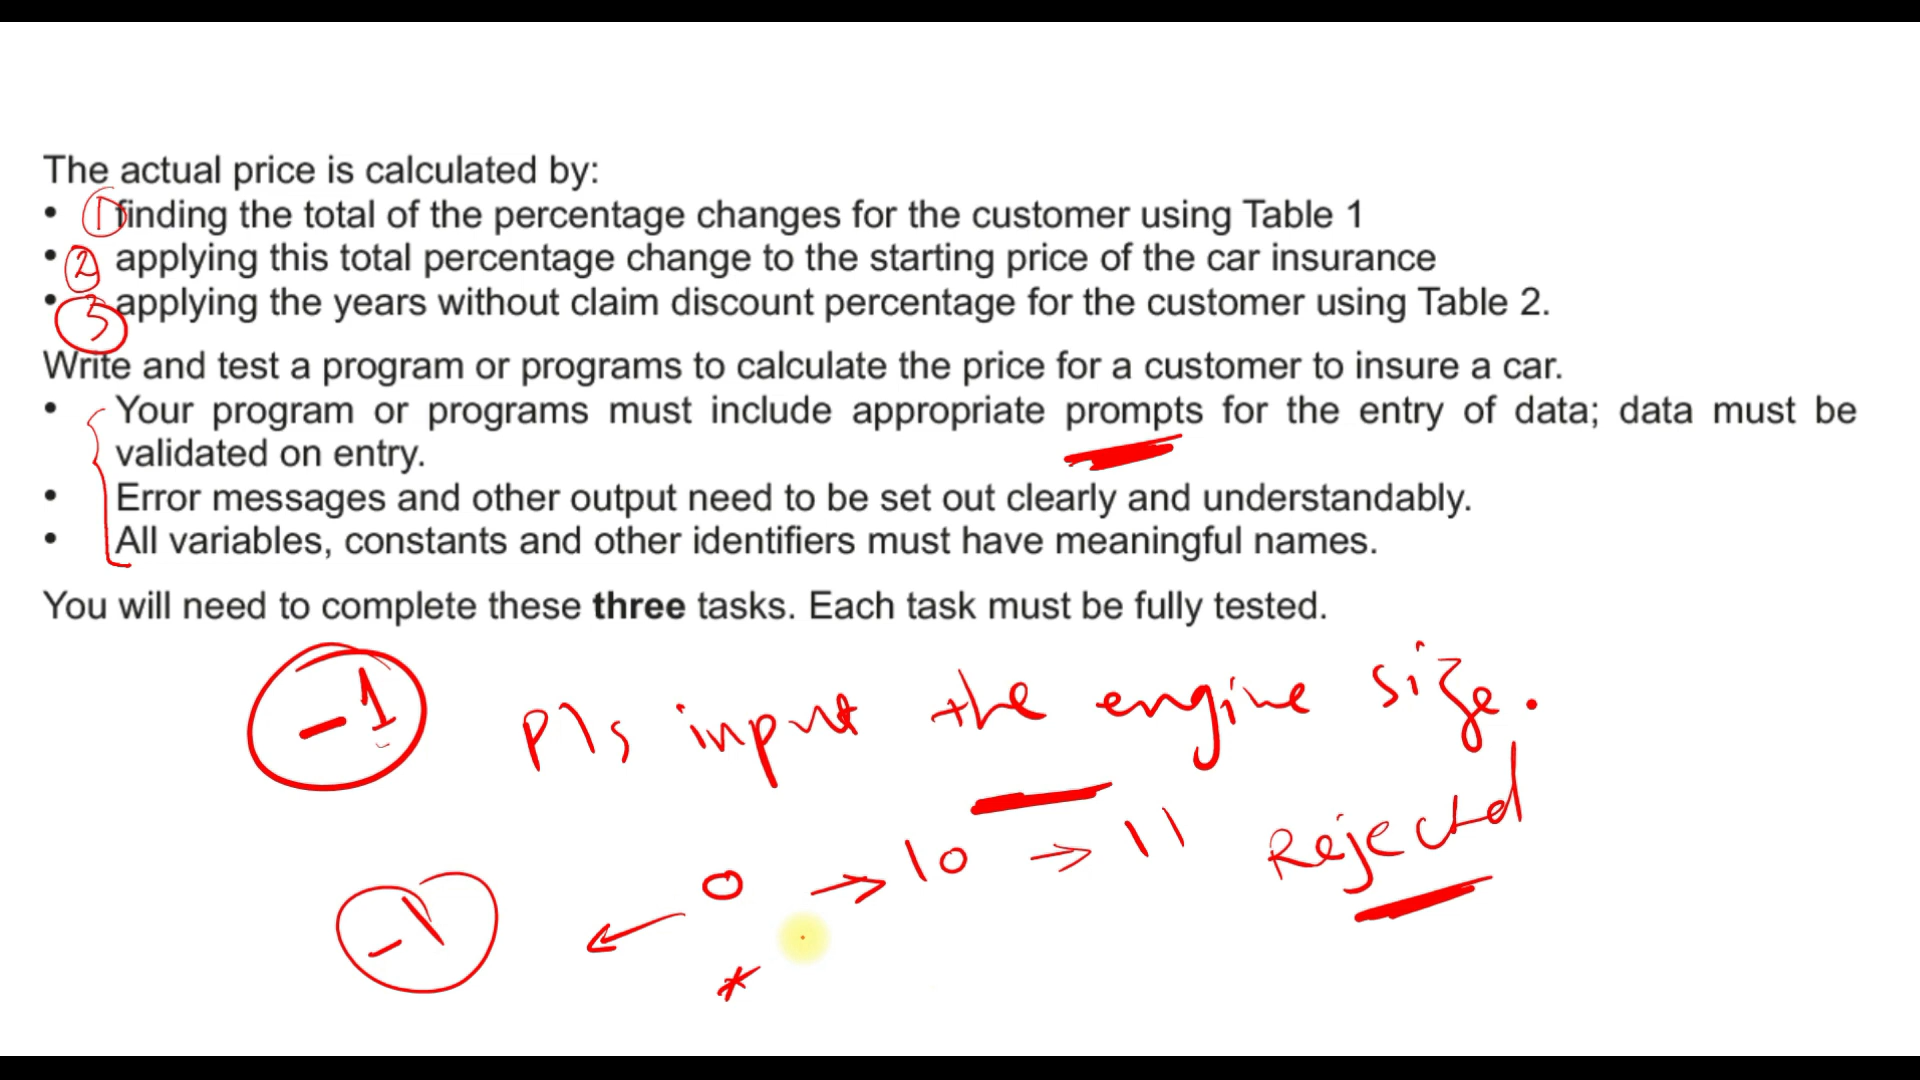 The actual price is calculated by:
• ① finding the total of the percentage changes for the customer using Table 1
• ② applying this total percentage change to the starting price of the car insurance
• ③ applying the years without claim discount percentage for the customer using Table 2.
Write and test a program or programs to calculate the price for a customer to insure a car.
• Your program or programs must include appropriate prompts for the entry of data; data must be
validated on entry.
• Error messages and other output need to be set out clearly and understandably.
• All variables, constants and other identifiers must have meaningful names.
You will need to complete these three tasks. Each task must be fully tested.
-1 Pls input the engine size.
0 → 10 → 11 Rejected
-1 ←
*